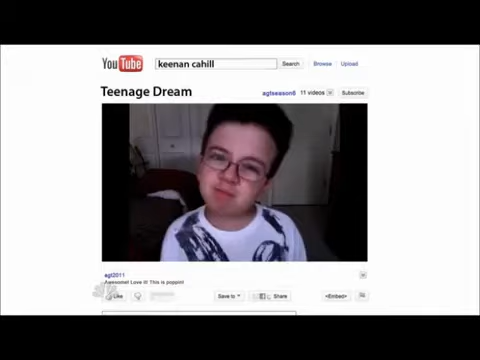 YouTube keenan cahill Search Browse Upload
Teenage Dream agtseason6 11 videos Subscribe
agt2011
Awesome! Love it! This is poppin!
Like Save to Share <Embed>